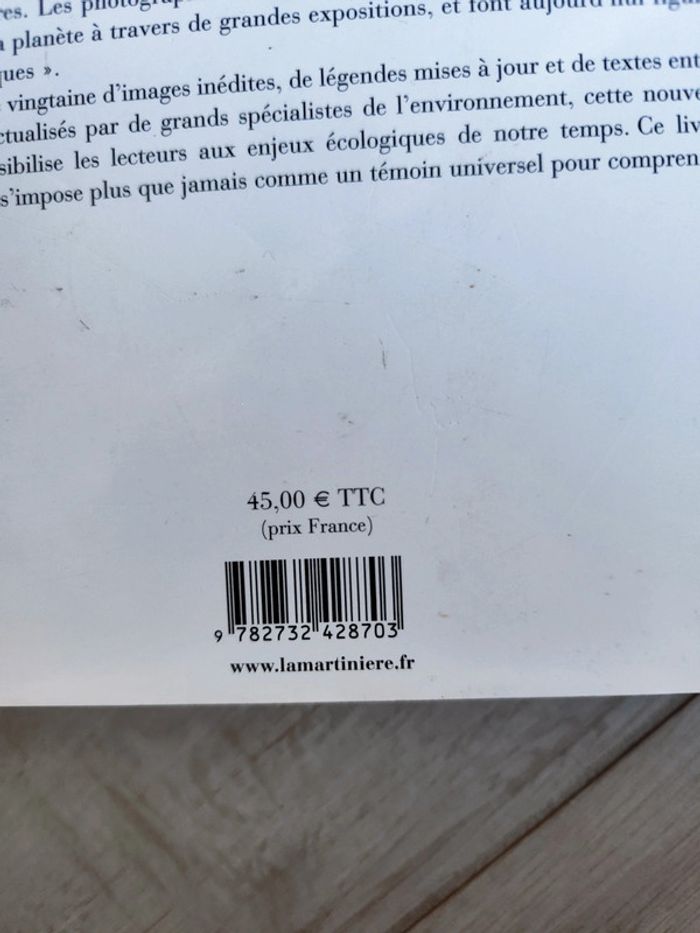 res. Les
a planète à travers de grandes expositions, et font aujourd'hui
ques ».
vingtaine d'images inédites, de légendes mises à jour et de textes ent
ctualisés par de grands spécialistes de l'environnement, cette nouve
sibilise les lecteurs aux enjeux écologiques de notre temps. Ce liv
s'impose plus que jamais comme un témoin universel pour compren
45,00 € TTC
(prix France)
9 782732 428703
www.lamartiniere.fr